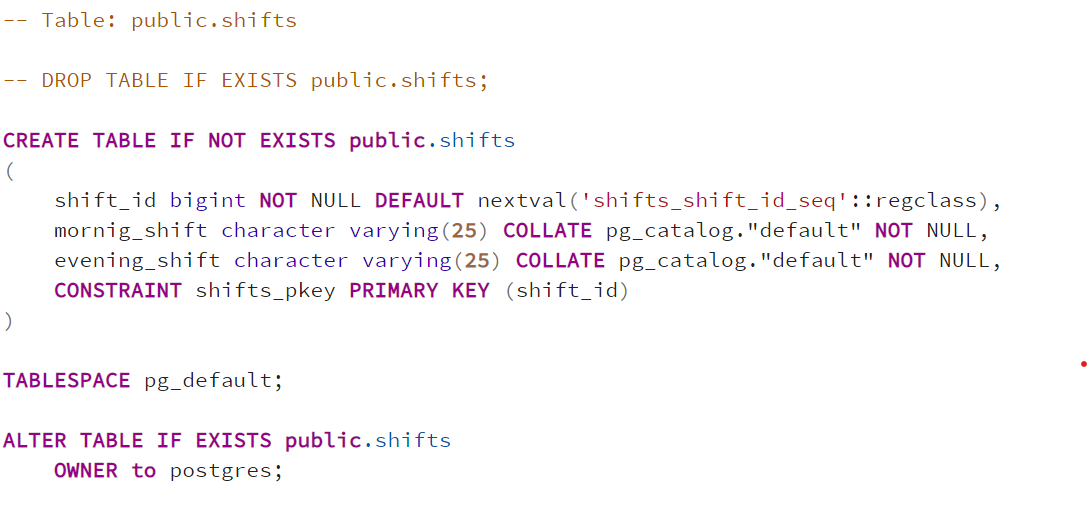 -- Table: public.shifts
-- DROP TABLE IF EXISTS public.shifts;
CREATE TABLE IF NOT EXISTS public.shifts
(
    shift_id bigint NOT NULL DEFAULT nextval('shifts_shift_id_seq'::regclass),
    mornig_shift character varying(25) COLLATE pg_catalog."default" NOT NULL,
    evening_shift character varying(25) COLLATE pg_catalog."default" NOT NULL,
    CONSTRAINT shifts_pkey PRIMARY KEY (shift_id)
)
TABLESPACE pg_default;
ALTER TABLE IF EXISTS public.shifts
    OWNER to postgres;